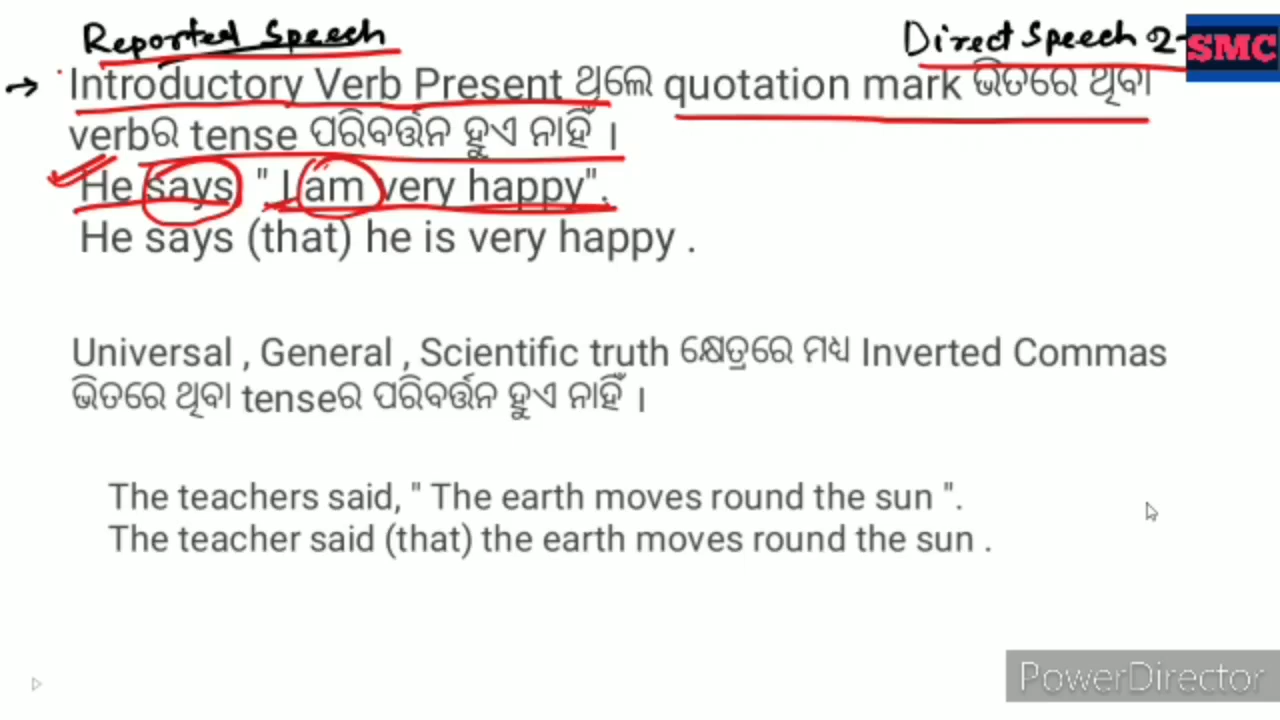 Reported Speech
Direct Speech 2-
SMC
Introductory Verb Present ଥିଲେ quotation mark ଭିତରେ ଥିବା
verbର tense ପରିବର୍ତ୍ତନ ହୁଏ ନାହିଁ ।
He says " I am very happy".
He says (that) he is very happy .
Universal , General , Scientific truth କ୍ଷେତ୍ରରେ ମଧ୍ୟ Inverted Commas
ଭିତରେ ଥିବା tenseର ପରିବର୍ତ୍ତନ ହୁଏ ନାହିଁ ।
The teachers said, " The earth moves round the sun ".
The teacher said (that) the earth moves round the sun .
PowerDirector